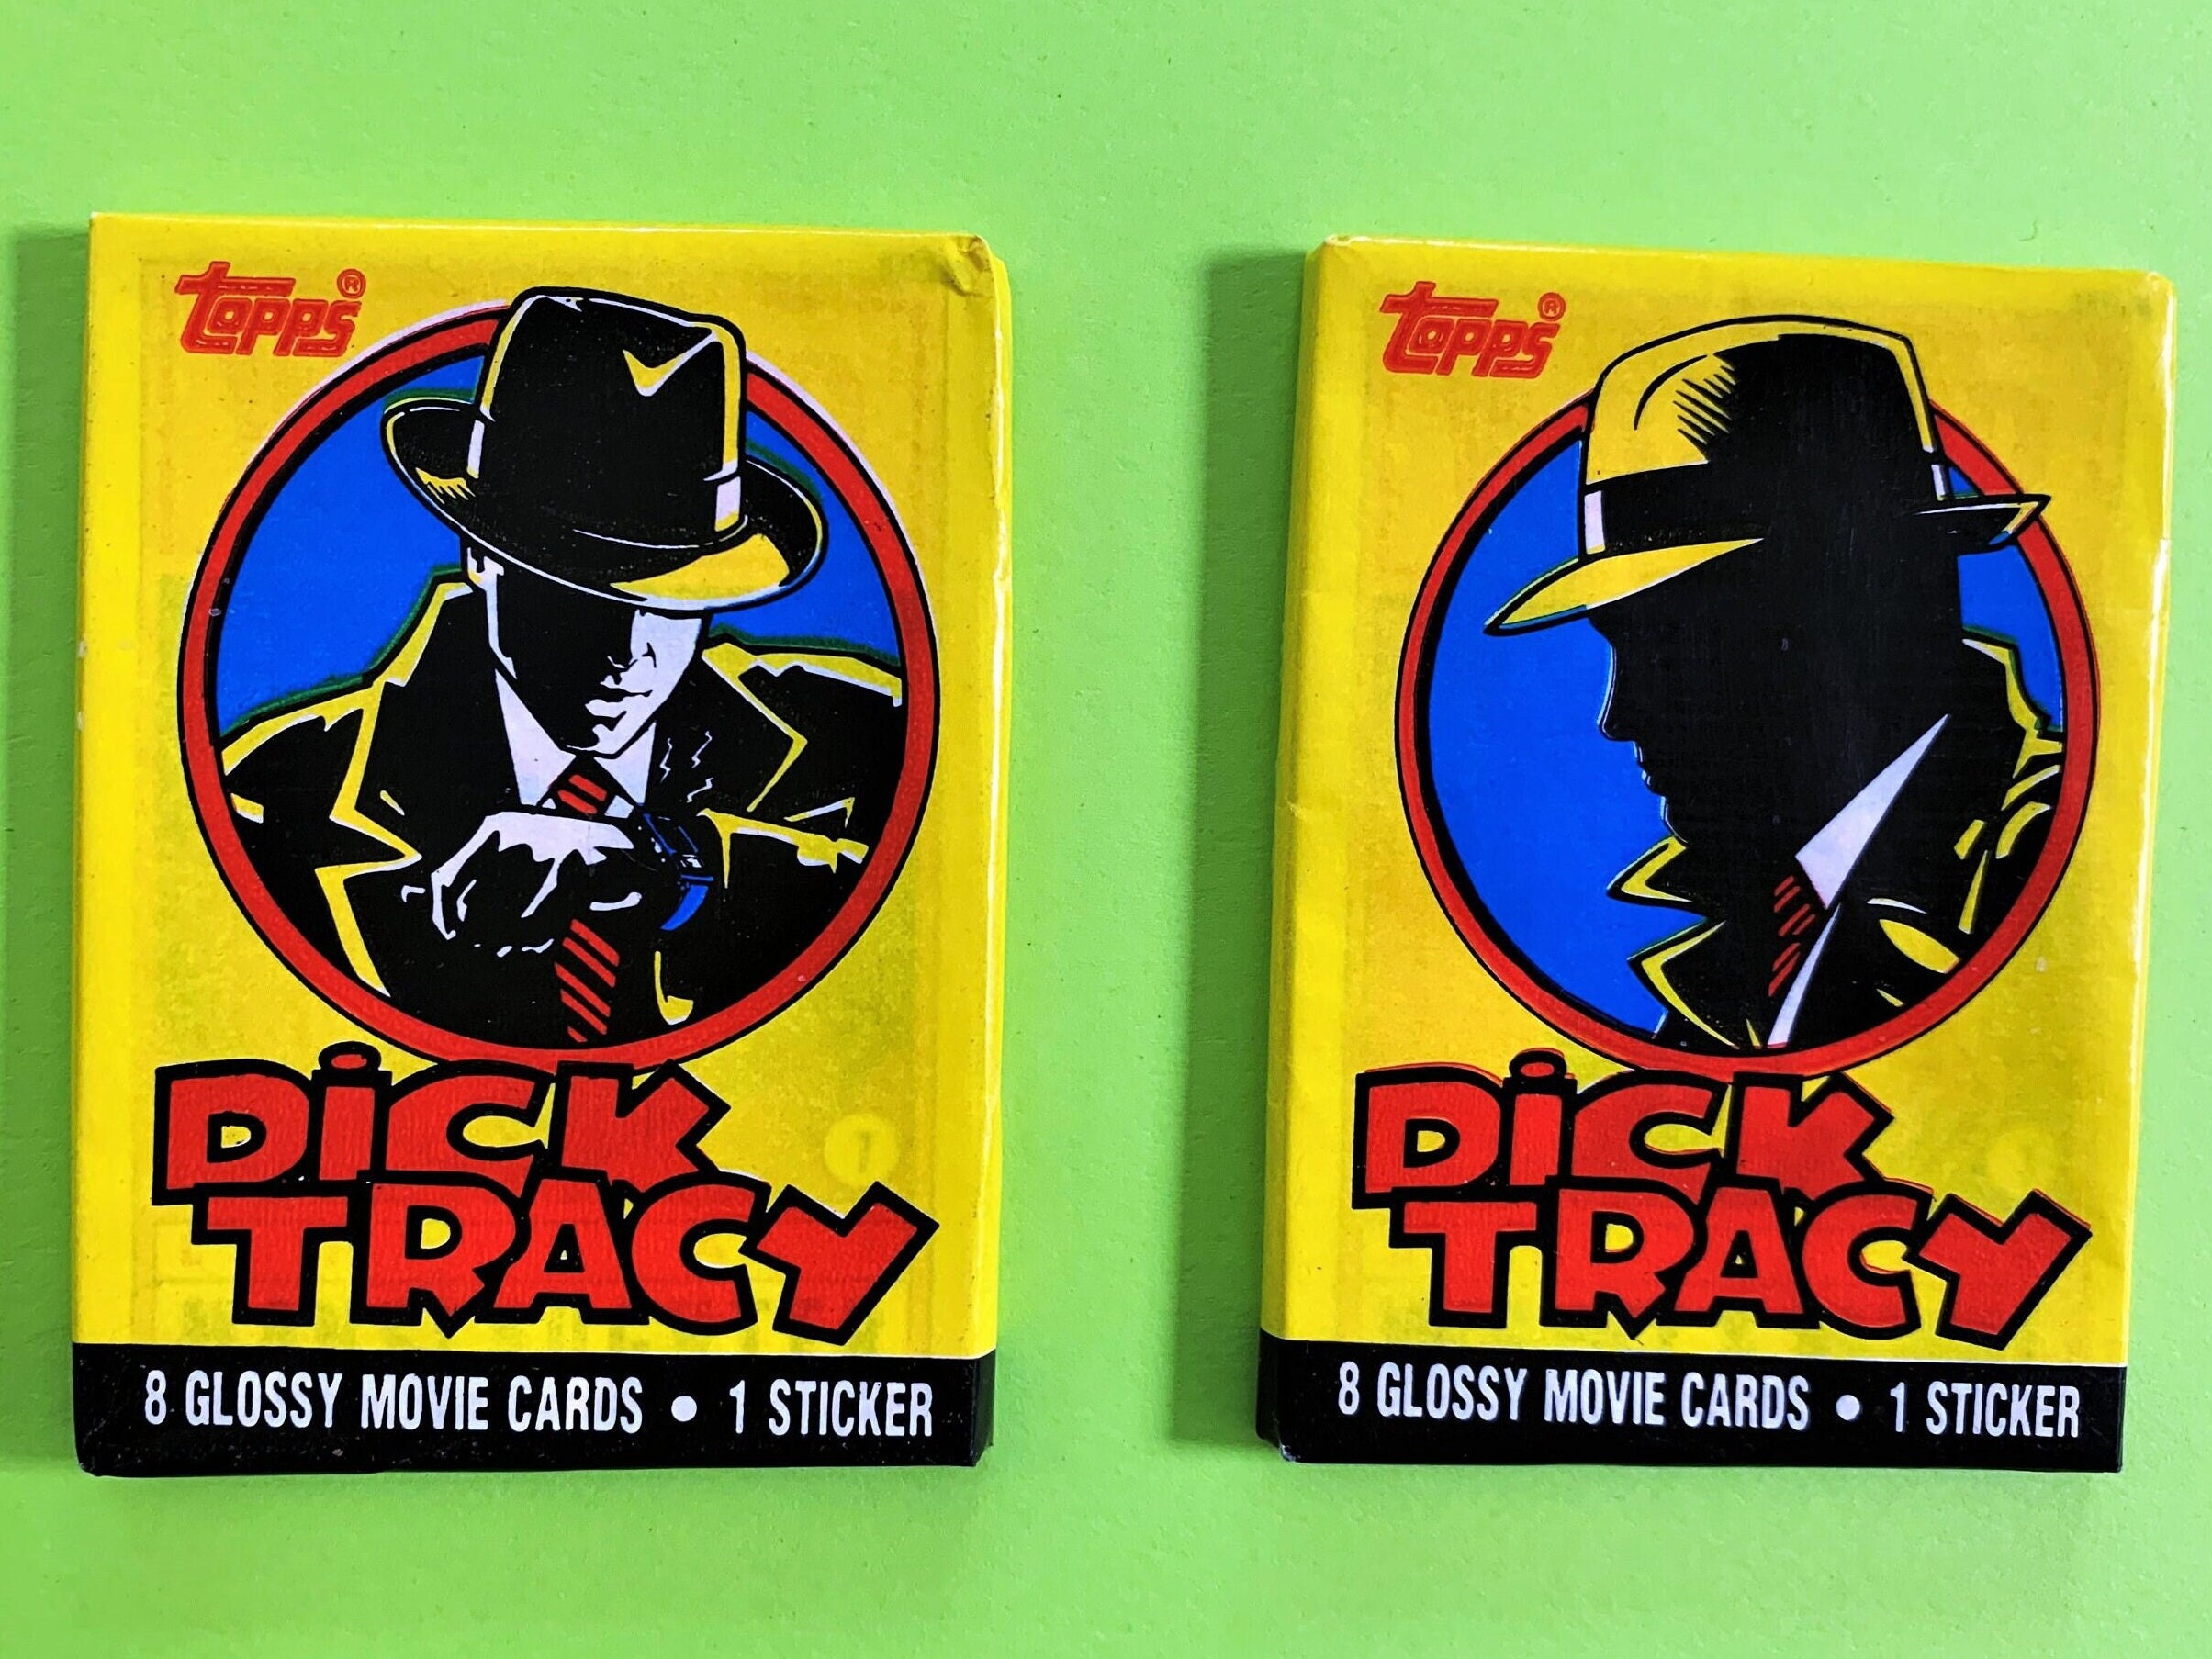 topps®
DiCK
TRACY
8 GLOSSY MOVIE CARDS • 1 STICKER
topps®
DiCK
TRACY
8 GLOSSY MOVIE CARDS • 1 STICKER